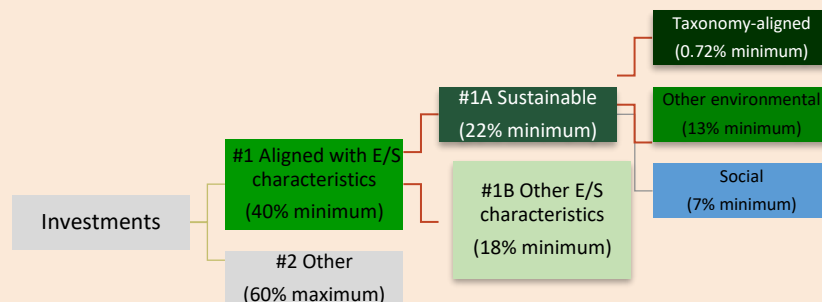 Taxonomy-aligned
(0.72% minimum)
#1A Sustainable
(22% minimum)
Other environmental
(13% minimum)
#1 Aligned with E/S
characteristics
(40% minimum)
Social
(7% minimum)
#1B Other E/S
characteristics
(18% minimum)
Investments
#2 Other
(60% maximum)